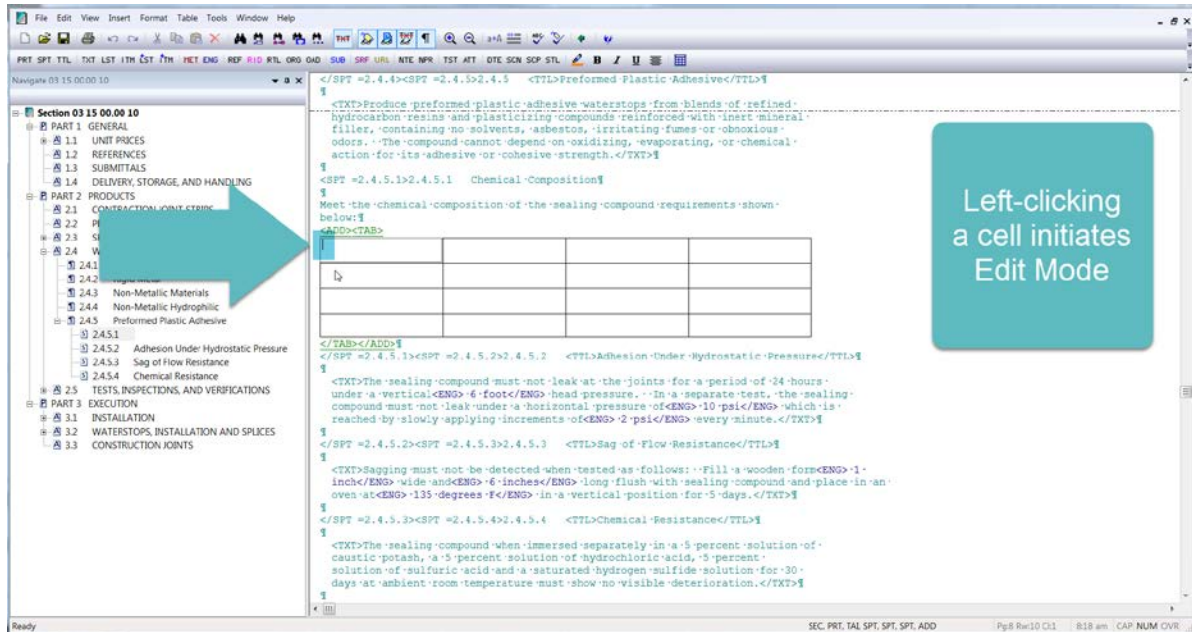 File Edit View Insert Format Table Tools Window Help
PRT SPT TTL TXT LST ITM LST ITM MET ENG REF RID RTL ORG OAD SUB SRF URL NTE NPR TST ATT DTE SCN SCP STL B I U
Navigate 03 15 00.00 10
Section 03 15 00.00 10
PART 1 GENERAL
1.1 UNIT PRICES
1.2 REFERENCES
1.3 SUBMITTALS
1.4 DELIVERY, STORAGE, AND HANDLING
PART 2 PRODUCTS
2.1 CONTRACTION JOINT STRIPS
2.2
2.3
2.4
2.4.1
2.4.2 Rigid Metal
2.4.3 Non-Metallic Materials
2.4.4 Non-Metallic Hydrophilic
2.4.5 Preformed Plastic Adhesive
2.4.5.1
2.4.5.2 Adhesion Under Hydrostatic Pressure
2.4.5.3 Sag of Flow Resistance
2.4.5.4 Chemical Resistance
2.5 TESTS, INSPECTIONS, AND VERIFICATIONS
PART 3 EXECUTION
3.1 INSTALLATION
3.2 WATERSTOPS, INSTALLATION AND SPLICES
3.3 CONSTRUCTION JOINTS
</SPT =2.4.4><SPT =2.4.5>2.4.5 <TTL>Preformed·Plastic·Adhesive</TTL>¶
¶
<TXT>Produce·preformed·plastic·adhesive·waterstops·from·blends·of·refined·
hydrocarbon·resins·and·plasticizing·compounds·reinforced·with·inert·mineral·
filler,·containing·no·solvents,·asbestos,·irritating·fumes·or·obnoxious·
odors.··The·compound·cannot·depend·on·oxidizing,·evaporating,·or·chemical·
action·for·its·adhesive·or·cohesive·strength.</TXT>¶
¶
<SPT =2.4.5.1>2.4.5.1 Chemical·Composition¶
¶
Meet·the·chemical·composition·of·the·sealing·compound·requirements·shown·
below:¶
<ADD><TAB>
</TAB></ADD>¶
</SPT =2.4.5.1><SPT =2.4.5.2>2.4.5.2 <TTL>Adhesion·Under·Hydrostatic·Pressure</TTL>¶
¶
<TXT>The·sealing·compound·must·not·leak·at·the·joints·for·a·period·of·24·hours·
under·a·vertical<ENG>·6·foot</ENG>·head·pressure.··In·a·separate·test,·the·sealing·
compound·must·not·leak·under·a·horizontal·pressure·of<ENG>·10·psi</ENG>·which·is·
reached·by·slowly·applying·increments·of<ENG>·2·psi</ENG>·every·minute.</TXT>¶
¶
</SPT =2.4.5.2><SPT =2.4.5.3>2.4.5.3 <TTL>Sag·of·Flow·Resistance</TTL>¶
¶
<TXT>Sagging·must·not·be·detected·when·tested·as·follows:··Fill·a·wooden·form<ENG>·1·
inch</ENG>·wide·and<ENG>·6·inches</ENG>·long·flush·with·sealing·compound·and·place·in·an·
oven·at<ENG>·135·degrees·F</ENG>·in·a·vertical·position·for·5·days.</TXT>¶
¶
</SPT =2.4.5.3><SPT =2.4.5.4>2.4.5.4 <TTL>Chemical·Resistance</TTL>¶
¶
<TXT>The·sealing·compound·when·immersed·separately·in·a·5·percent·solution·of·
caustic·potash,·a·5·percent·solution·of·hydrochloric·acid,·5·percent·
solution·of·sulfuric·acid·and·a·saturated·hydrogen·sulfide·solution·for·30·
days·at·ambient·room·temperature·must·show·no·visible·deterioration.</TXT>¶
¶
Left-clicking
a cell initiates
Edit Mode
Ready SEC, PRT, TAI, SPT, SPT, SPT, ADD Pg:8 Rw:10 Cl:1 8:18 am CAP NUM OVR